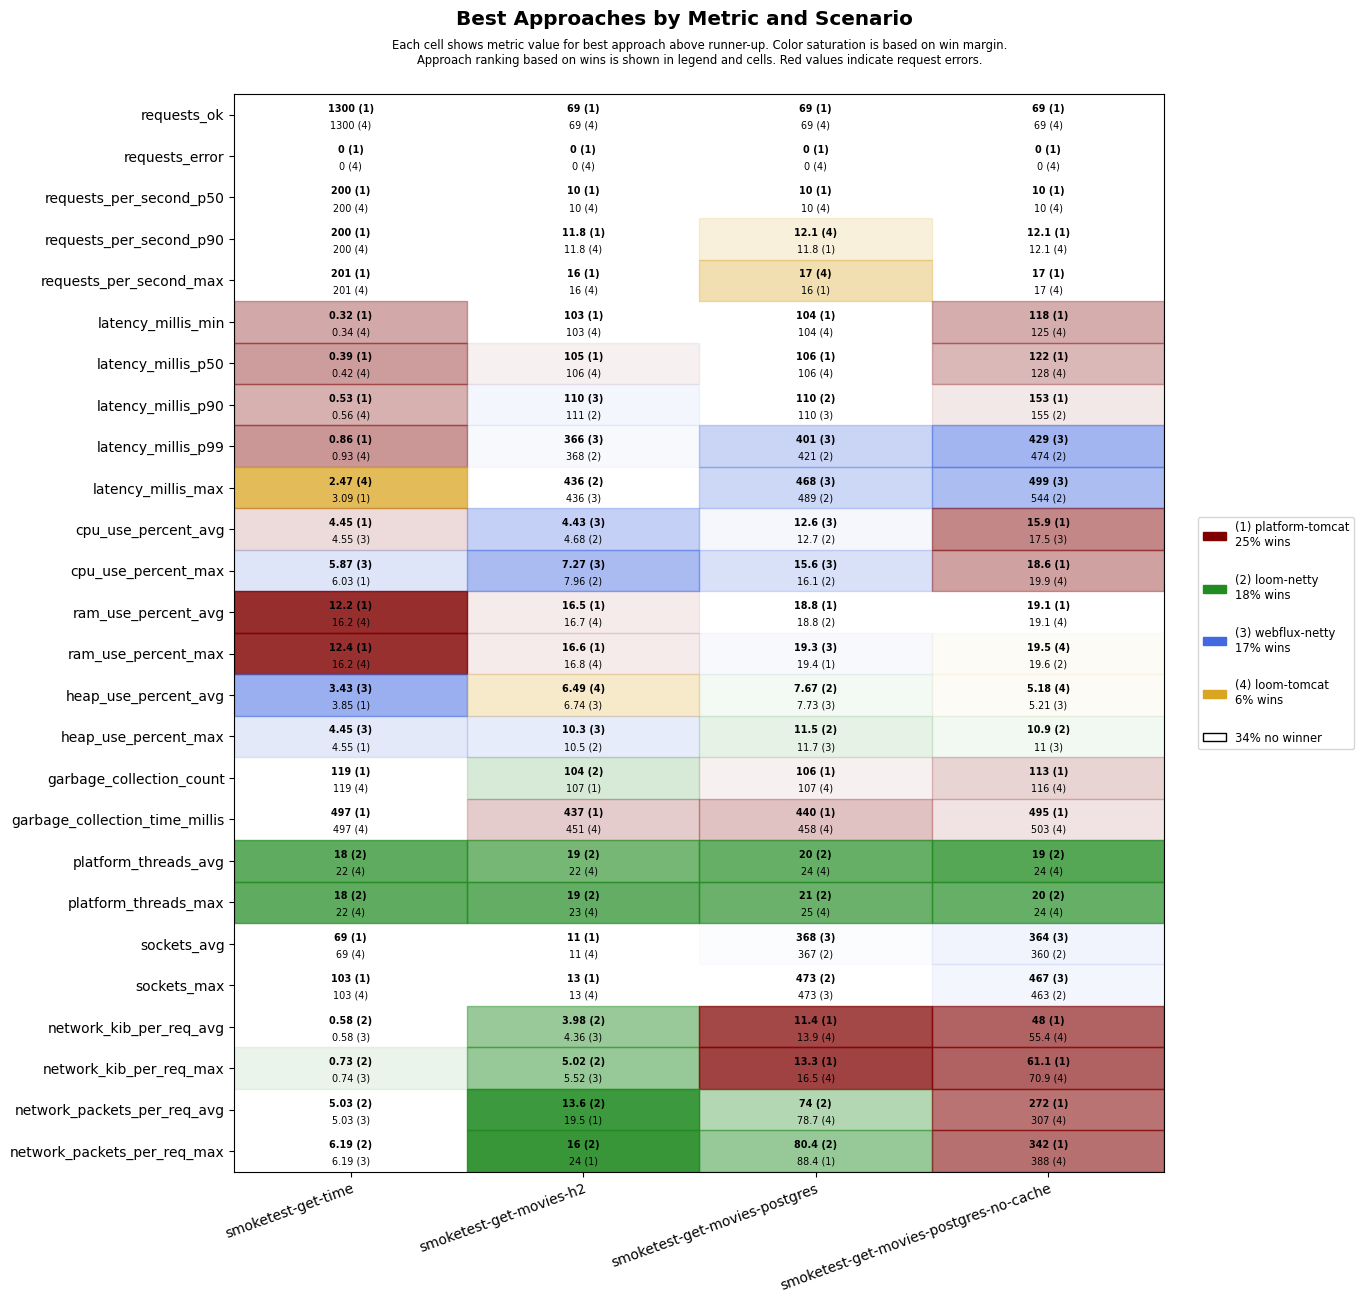 Best Approaches by Metric and Scenario
Each cell shows metric value for best approach above runner-up. Color saturation is based on win margin.
Approach ranking based on wins is shown in legend and cells. Red values indicate request errors.
requests_ok
1300 (1) 69 (1) 69 (1) 69 (1)
1300 (4) 69 (4) 69 (4) 69 (4)
requests_error
0 (1) 0 (1) 0 (1) 0 (1)
0 (4) 0 (4) 0 (4) 0 (4)
requests_per_second_p50
200 (1) 10 (1) 10 (1) 10 (1)
200 (4) 10 (4) 10 (4) 10 (4)
requests_per_second_p90
200 (1) 11.8 (1) 12.1 (4) 12.1 (1)
200 (4) 11.8 (4) 11.8 (1) 12.1 (4)
requests_per_second_max
201 (1) 16 (1) 17 (4) 17 (1)
201 (4) 16 (4) 16 (1) 17 (4)
latency_millis_min
0.32 (1) 103 (1) 104 (1) 118 (1)
0.34 (4) 103 (4) 104 (4) 125 (4)
latency_millis_p50
0.39 (1) 105 (1) 106 (1) 122 (1)
0.42 (4) 106 (4) 106 (4) 128 (4)
latency_millis_p90
0.53 (1) 110 (3) 110 (2) 153 (1)
0.56 (4) 111 (2) 110 (3) 155 (2)
latency_millis_p99
0.86 (1) 366 (3) 401 (3) 429 (3)
0.93 (4) 368 (2) 421 (2) 474 (2)
latency_millis_max
2.47 (4) 436 (2) 468 (3) 499 (3)
3.09 (1) 436 (3) 489 (2) 544 (2)
cpu_use_percent_avg
4.45 (1) 4.43 (3) 12.6 (3) 15.9 (1)
4.55 (3) 4.68 (2) 12.7 (2) 17.5 (3)
cpu_use_percent_max
5.87 (3) 7.27 (3) 15.6 (3) 18.6 (1)
6.03 (1) 7.96 (2) 16.1 (2) 19.9 (4)
ram_use_percent_avg
12.2 (1) 16.5 (1) 18.8 (1) 19.1 (1)
16.2 (4) 16.7 (4) 18.8 (2) 19.1 (4)
ram_use_percent_max
12.4 (1) 16.6 (1) 19.3 (3) 19.5 (4)
16.2 (4) 16.8 (4) 19.4 (1) 19.6 (2)
heap_use_percent_avg
3.43 (3) 6.49 (4) 7.67 (2) 5.18 (4)
3.85 (1) 6.74 (3) 7.73 (3) 5.21 (3)
heap_use_percent_max
4.45 (3) 10.3 (3) 11.5 (2) 10.9 (2)
4.55 (1) 10.5 (2) 11.7 (3) 11 (3)
garbage_collection_count
119 (1) 104 (2) 106 (1) 113 (1)
119 (4) 107 (1) 107 (4) 116 (4)
garbage_collection_time_millis
497 (1) 437 (1) 440 (1) 495 (1)
497 (4) 451 (4) 458 (4) 503 (4)
platform_threads_avg
18 (2) 19 (2) 20 (2) 19 (2)
22 (4) 22 (4) 24 (4) 24 (4)
platform_threads_max
18 (2) 19 (2) 21 (2) 20 (2)
22 (4) 23 (4) 25 (4) 24 (4)
sockets_avg
69 (1) 11 (1) 368 (3) 364 (3)
69 (4) 11 (4) 367 (2) 360 (2)
sockets_max
103 (1) 13 (1) 473 (2) 467 (3)
103 (4) 13 (4) 473 (3) 463 (2)
network_kib_per_req_avg
0.58 (2) 3.98 (2) 11.4 (1) 48 (1)
0.58 (3) 4.36 (3) 13.9 (4) 55.4 (4)
network_kib_per_req_max
0.73 (2) 5.02 (2) 13.3 (1) 61.1 (1)
0.74 (3) 5.52 (3) 16.5 (4) 70.9 (4)
network_packets_per_req_avg
5.03 (2) 13.6 (2) 74 (2) 272 (1)
5.03 (3) 19.5 (1) 78.7 (4) 307 (4)
network_packets_per_req_max
6.19 (2) 16 (2) 80.4 (2) 342 (1)
6.19 (3) 24 (1) 88.4 (1) 388 (4)
smoketest-get-time
smoketest-get-movies-h2
smoketest-get-movies-postgres
smoketest-get-movies-postgres-no-cache
(1) platform-tomcat
25% wins
(2) loom-netty
18% wins
(3) webflux-netty
17% wins
(4) loom-tomcat
6% wins
34% no winner